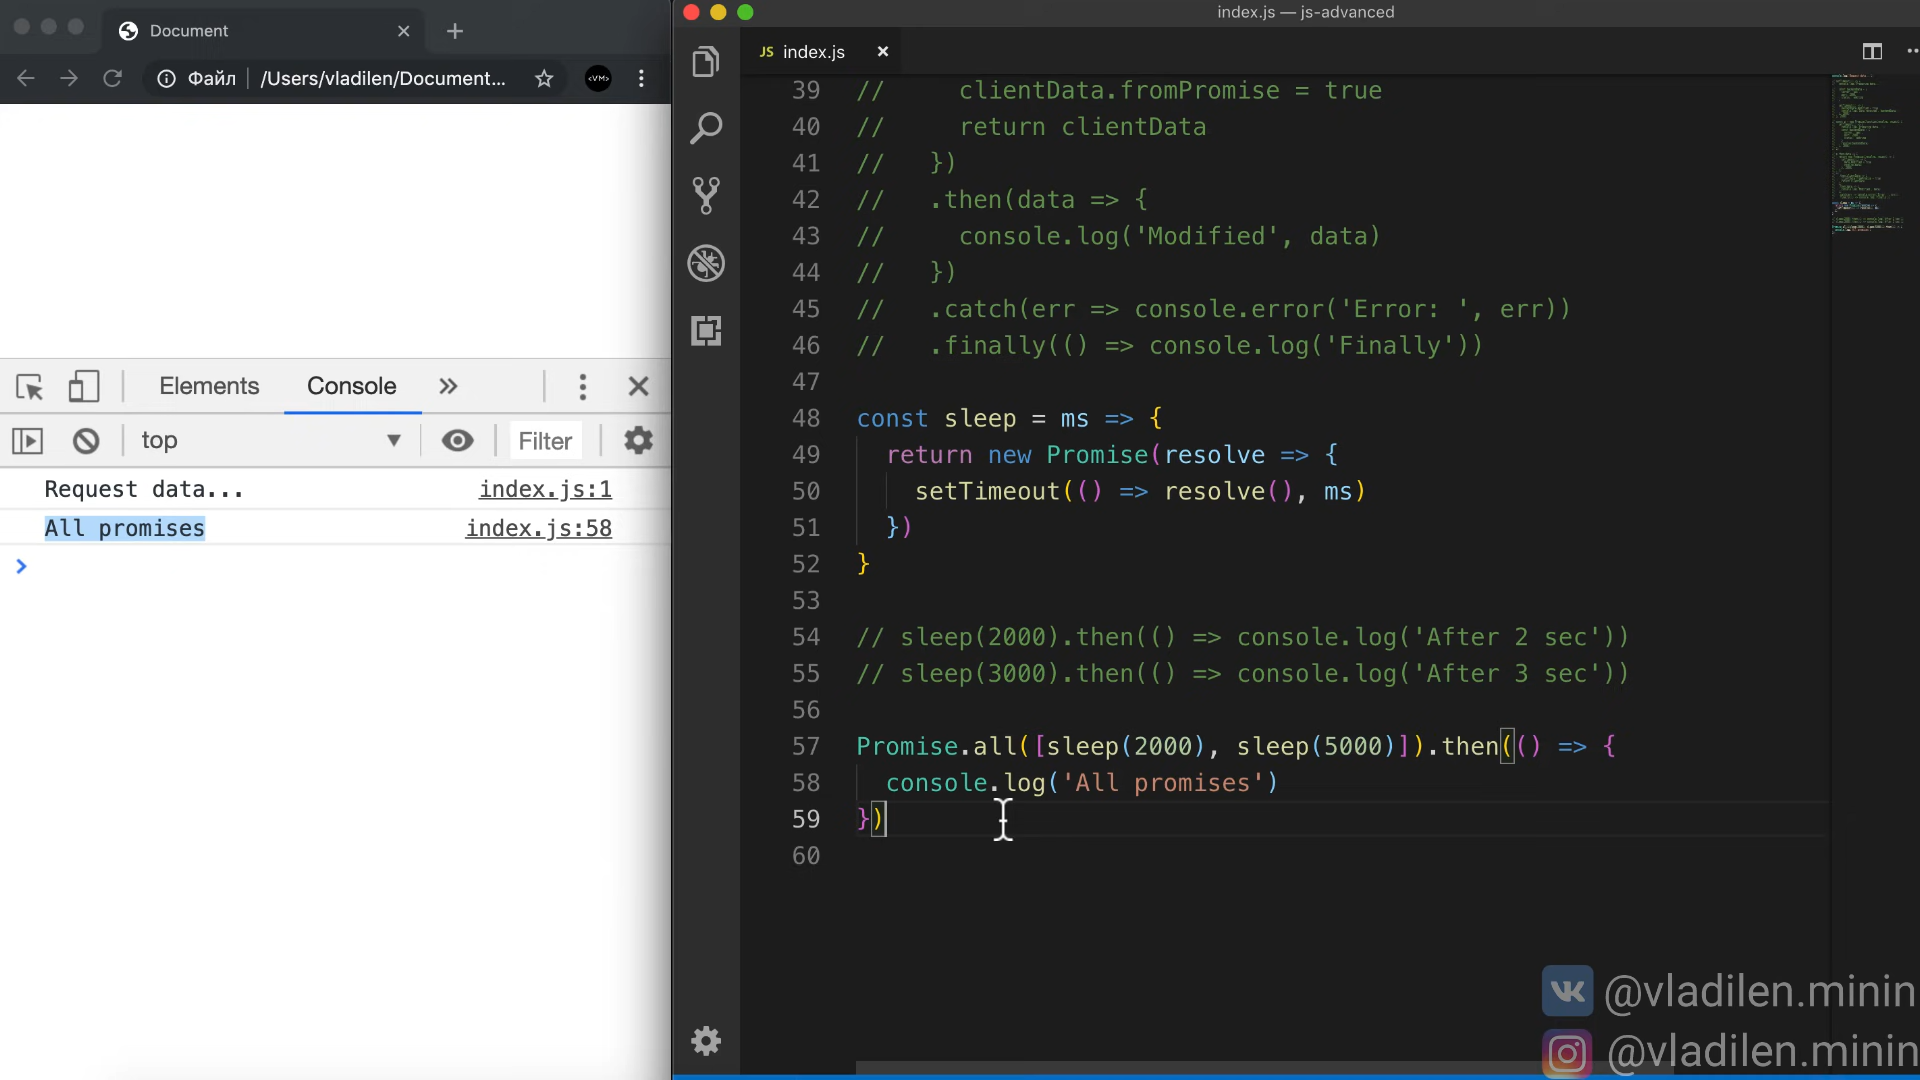 Document
Файл
/Users/vladilen/Document...
<VM>
Elements
Console
top
Filter
Request data...
index.js:1
All promises
index.js:58
index.js — js-advanced
JS index.js
39 //     clientData.fromPromise = true
40 //     return clientData
41 //   })
42 //   .then(data => {
43 //     console.log('Modified', data)
44 //   })
45 //   .catch(err => console.error('Error: ', err))
46 //   .finally(() => console.log('Finally'))
47
48 const sleep = ms => {
49   return new Promise(resolve => {
50     setTimeout(() => resolve(), ms)
51   })
52 }
53
54 // sleep(2000).then(() => console.log('After 2 sec'))
55 // sleep(3000).then(() => console.log('After 3 sec'))
56
57 Promise.all([sleep(2000), sleep(5000)]).then(() => {
58   console.log('All promises')
59 })
60
@vladilen.minin
@vladilen.minin